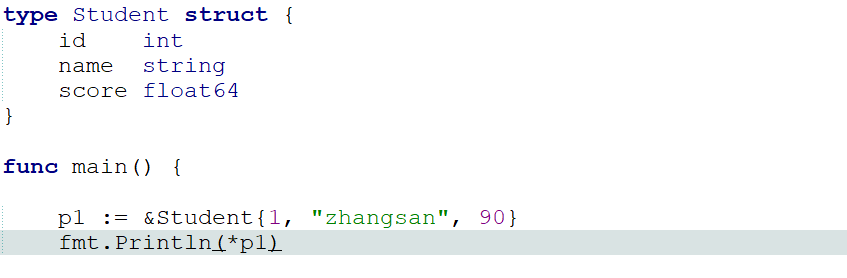 type Student struct {
    id    int
    name  string
    score float64
}
func main() {
    p1 := &Student{1, "zhangsan", 90}
    fmt.Println(*p1)